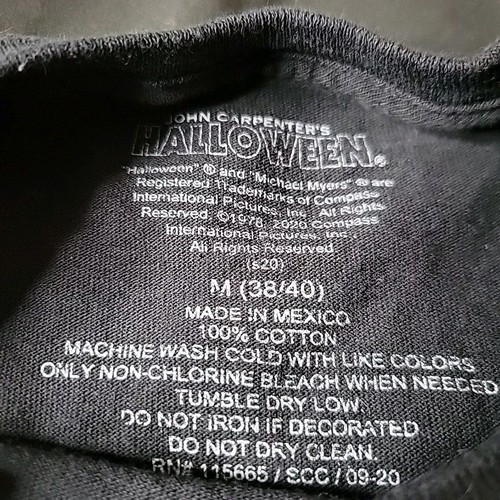 JOHN CARPENTER'S
HALLOWEEN®
"Halloween" ® and "Michael Myers" ® are
Registered Trademarks of Compass
International Pictures, Inc. All Rights
Reserved. ©1978, 2020 Compass
International Pictures, Inc.,
All Rights Reserved
(s20)
M (38/40)
MADE IN MEXICO
100% COTTON
MACHINE WASH COLD WITH LIKE COLORS
ONLY NON-CHLORINE BLEACH WHEN NEEDED
TUMBLE DRY LOW
DO NOT IRON IF DECORATED
DO NOT DRY CLEAN.
RN# 115665 / SCC / 09-20